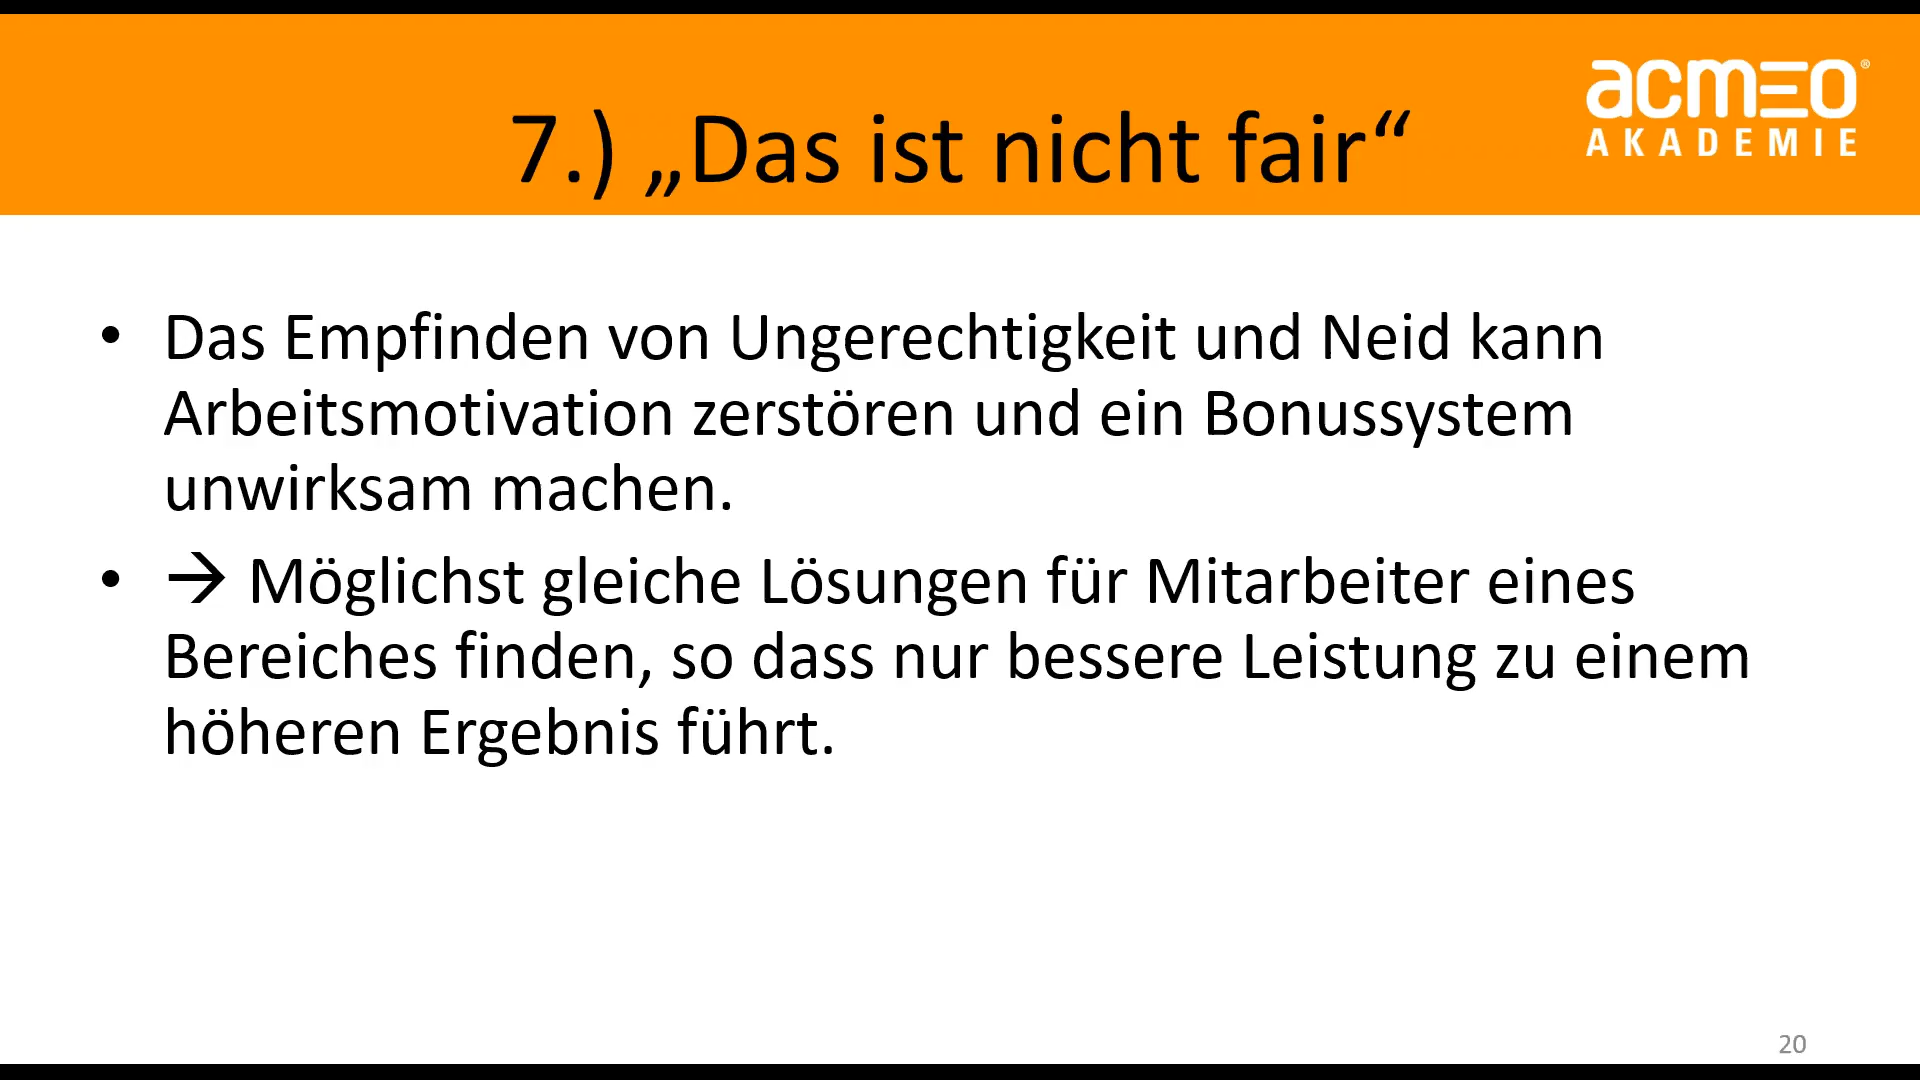 acmeo®
AKADEMIE
7.) „Das ist nicht fair“
• Das Empfinden von Ungerechtigkeit und Neid kann
Arbeitsmotivation zerstören und ein Bonussystem
unwirksam machen.
• → Möglichst gleiche Lösungen für Mitarbeiter eines
Bereiches finden, so dass nur bessere Leistung zu einem
höheren Ergebnis führt.
20